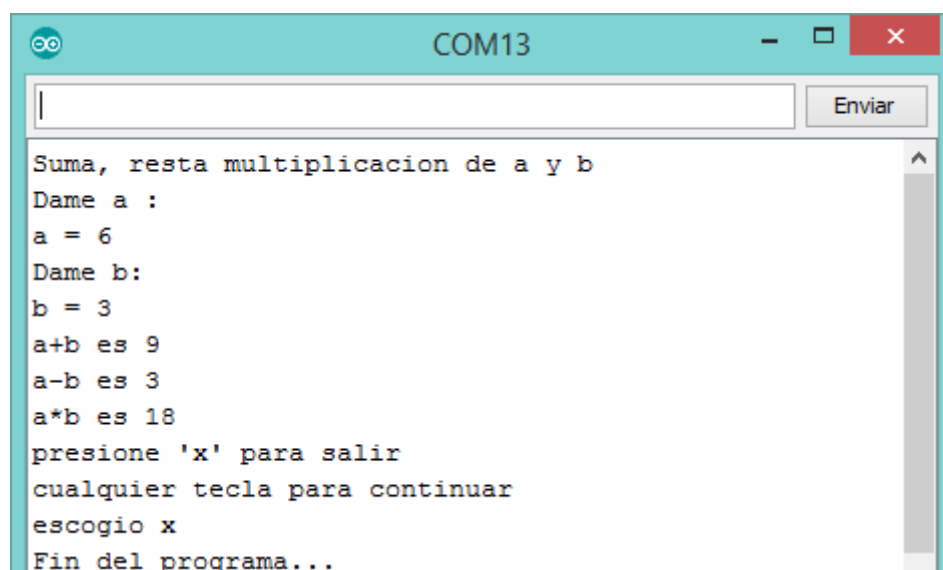 COM13
Enviar
Suma, resta multiplicacion de a y b
Dame a :
a = 6
Dame b:
b = 3
a+b es 9
a-b es 3
a*b es 18
presione 'x' para salir
cualquier tecla para continuar
escogio x
Fin del programa...